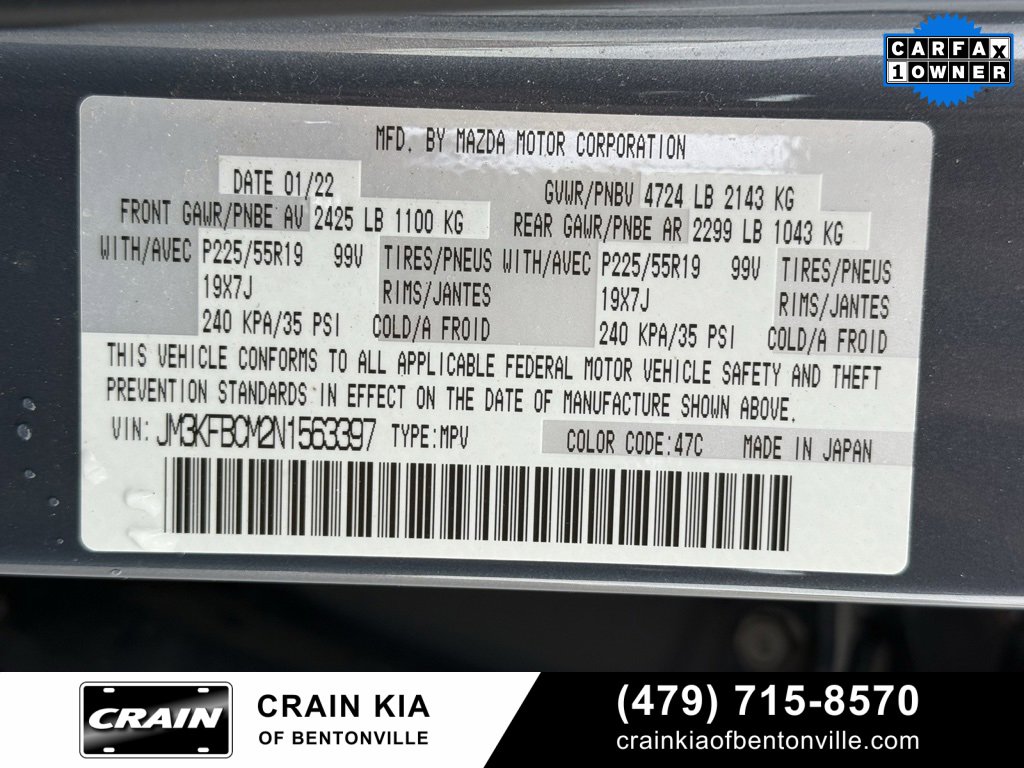 CARFAX
1 OWNER
MFD. BY MAZDA MOTOR CORPORATION
DATE 01/22 GVWR/PNBV 4724 LB 2143 KG
FRONT GAWR/PNBE AV 2425 LB 1100 KG REAR GAWR/PNBE AR 2299 LB 1043 KG
WITH/AVEC P225/55R19 99V TIRES/PNEUS WITH/AVEC P225/55R19 99V TIRES/PNEUS
19X7J RIMS/JANTES 19X7J RIMS/JANTES
240 KPA/35 PSI COLD/A FROID 240 KPA/35 PSI COLD/A FROID
THIS VEHICLE CONFORMS TO ALL APPLICABLE FEDERAL MOTOR VEHICLE SAFETY AND THEFT
PREVENTION STANDARDS IN EFFECT ON THE DATE OF MANUFACTURE SHOWN ABOVE.
VIN: JM3KFBCM2N1563397 TYPE:MPV COLOR CODE:47C MADE IN JAPAN
CRAIN
CRAIN KIA
OF BENTONVILLE
(479) 715-8570
crainkiaofbentonville.com